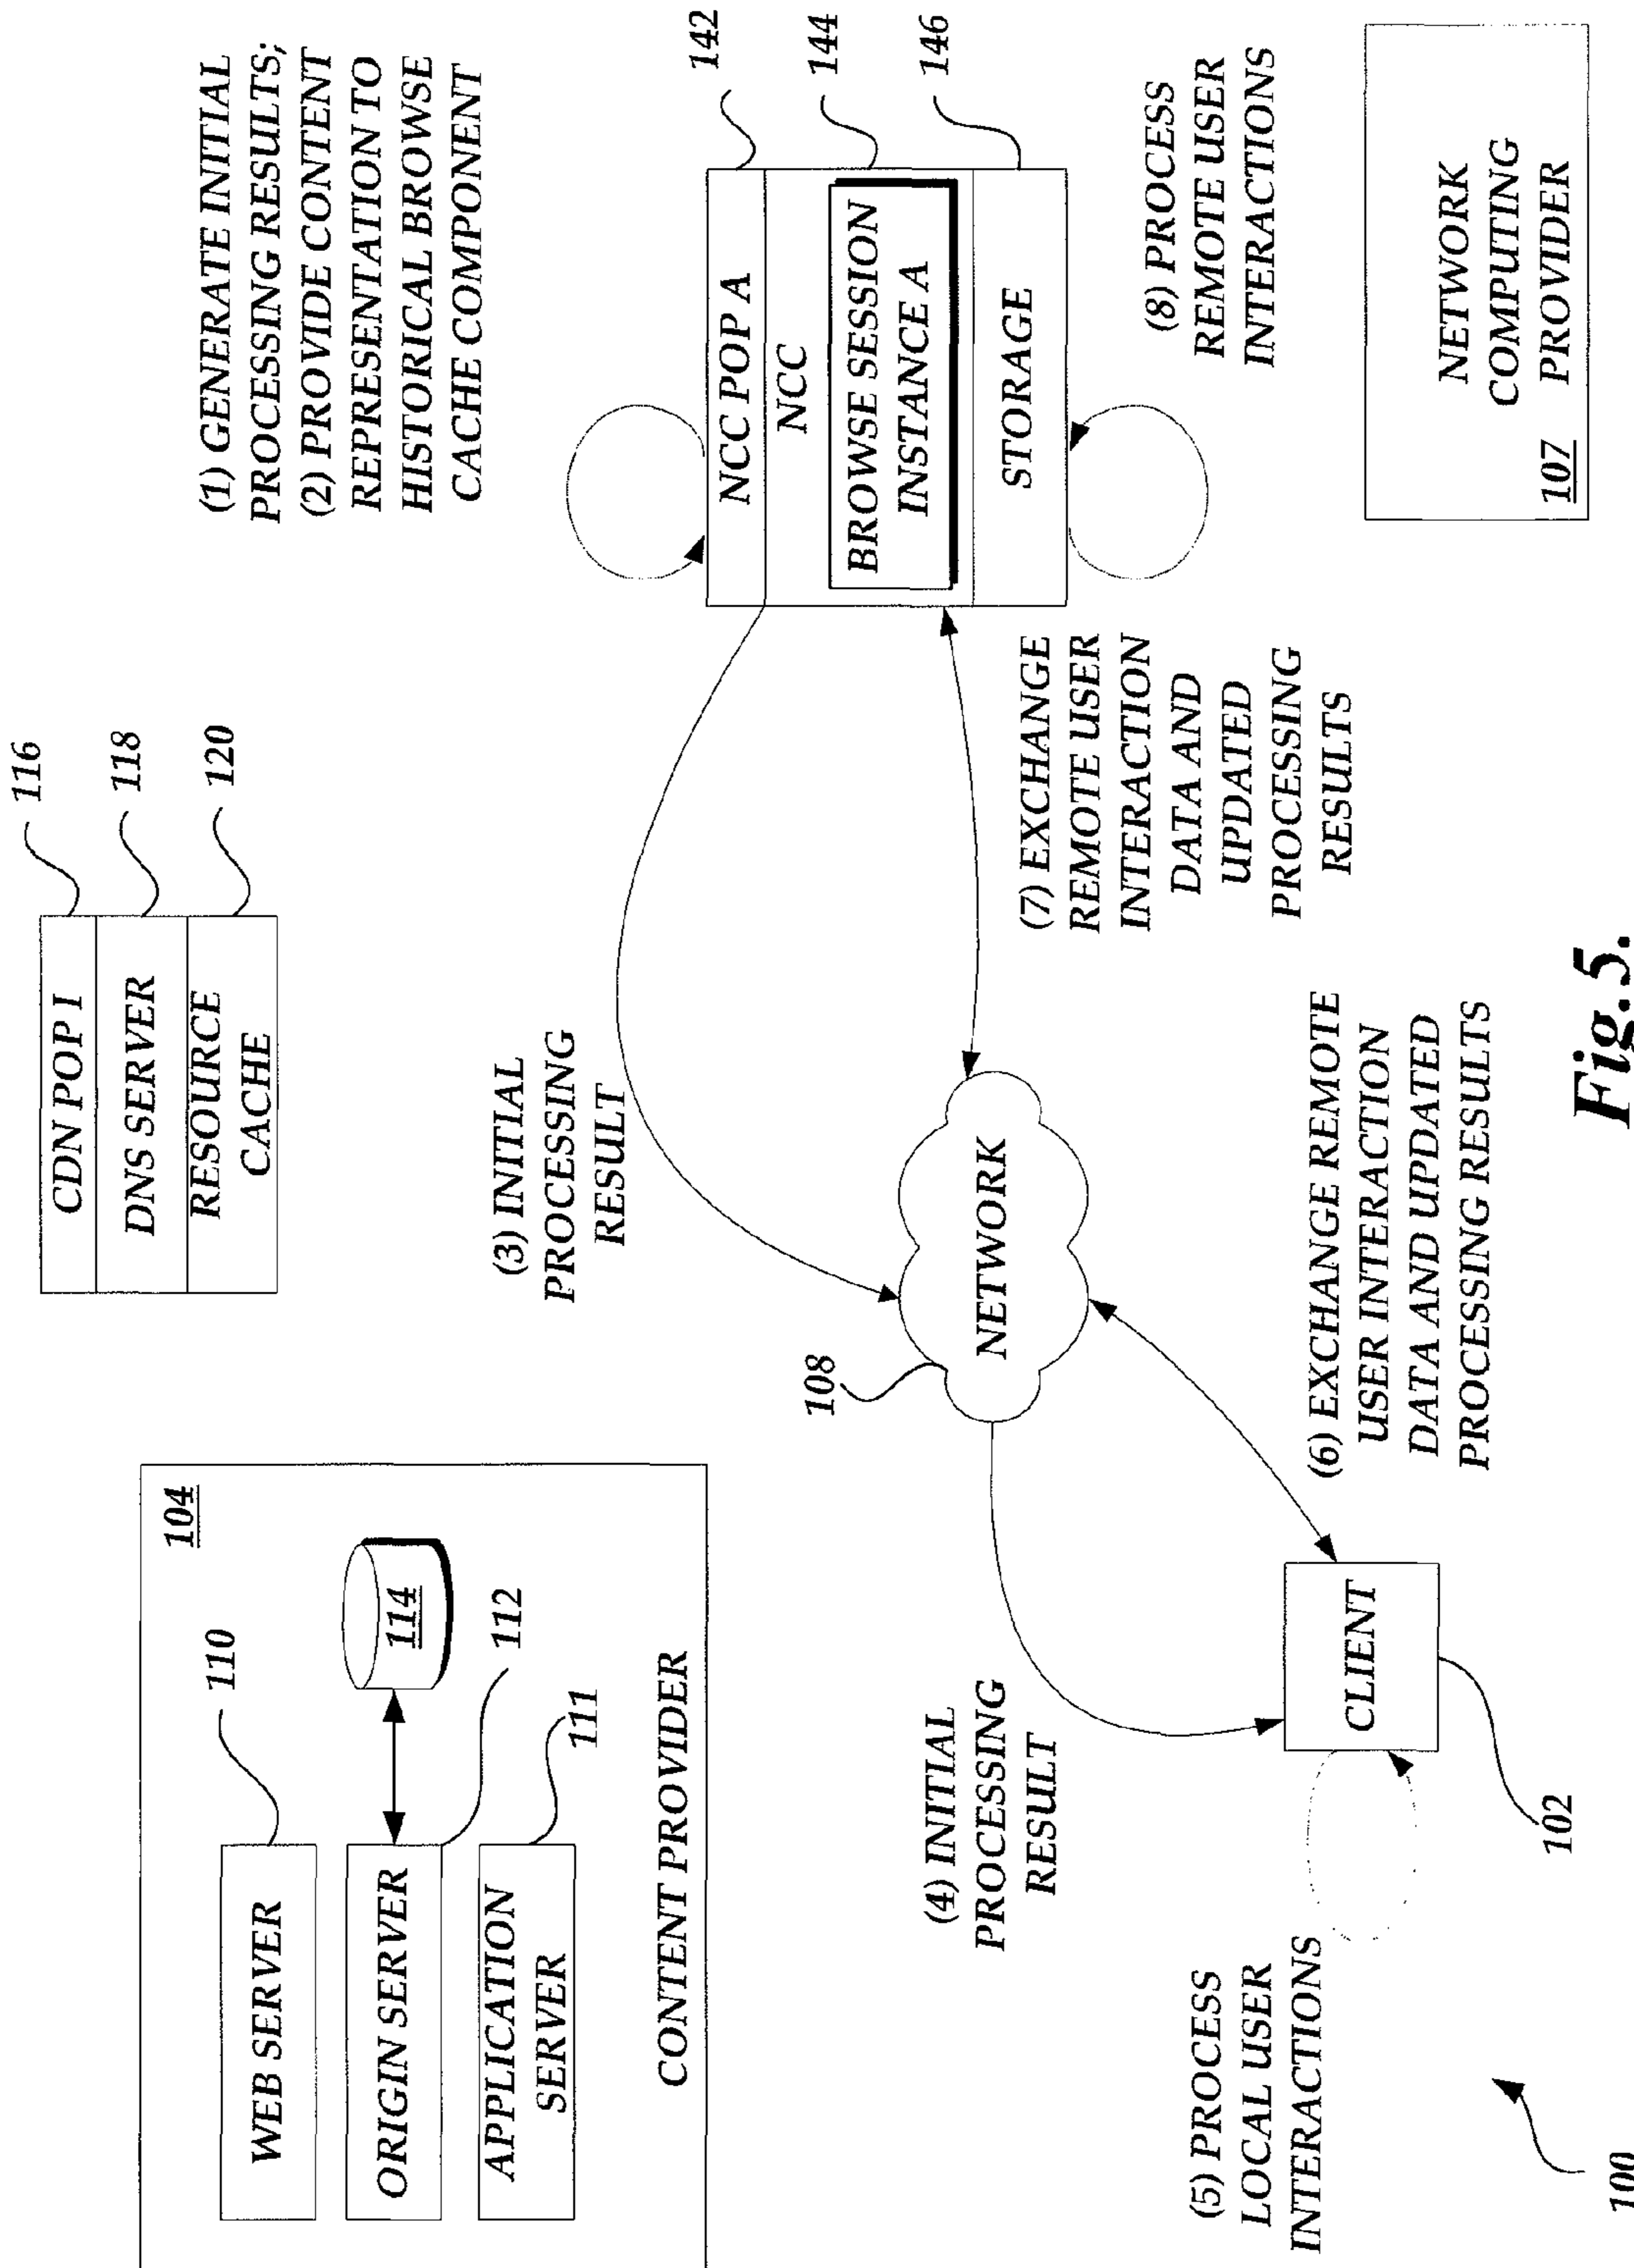 104
WEB SERVER
110
ORIGIN SERVER
114
112
APPLICATION
SERVER
111
CONTENT PROVIDER
CDN POP I
116
DNS SERVER
118
RESOURCE
CACHE
120
(1) GENERATE INITIAL
PROCESSING RESULTS;
(2) PROVIDE CONTENT
REPRESENTATION TO
HISTORICAL BROWSE
CACHE COMPONENT
(3) INITIAL
PROCESSING
RESULT
NCC POP A
142
NCC
144
BROWSE SESSION
INSTANCE A
STORAGE
146
108
NETWORK
(4) INITIAL
PROCESSING
RESULT
(7) EXCHANGE
REMOTE USER
INTERACTION
DATA AND
UPDATED
PROCESSING
RESULTS
(8) PROCESS
REMOTE USER
INTERACTIONS
CLIENT
102
(5) PROCESS
LOCAL USER
INTERACTIONS
(6) EXCHANGE REMOTE
USER INTERACTION
DATA AND UPDATED
PROCESSING RESULTS
NETWORK
COMPUTING
PROVIDER
107
100
Fig.5.